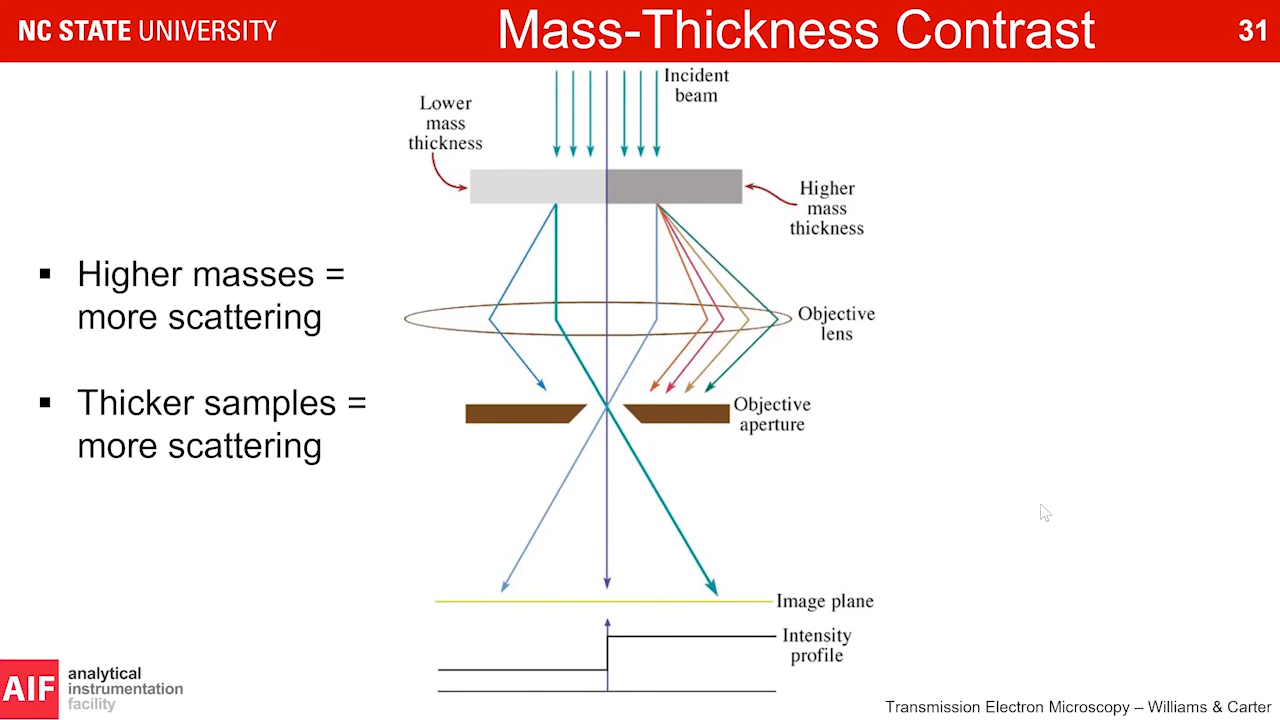 NC STATE UNIVERSITY
Mass-Thickness Contrast
31
Incident
beam
Lower
mass
thickness
Higher
mass
thickness
▪ Higher masses =
more scattering
Objective
lens
▪ Thicker samples =
more scattering
Objective
aperture
Image plane
Intensity
profile
AIF
analytical
instrumentation
facility
Transmission Electron Microscopy – Williams & Carter